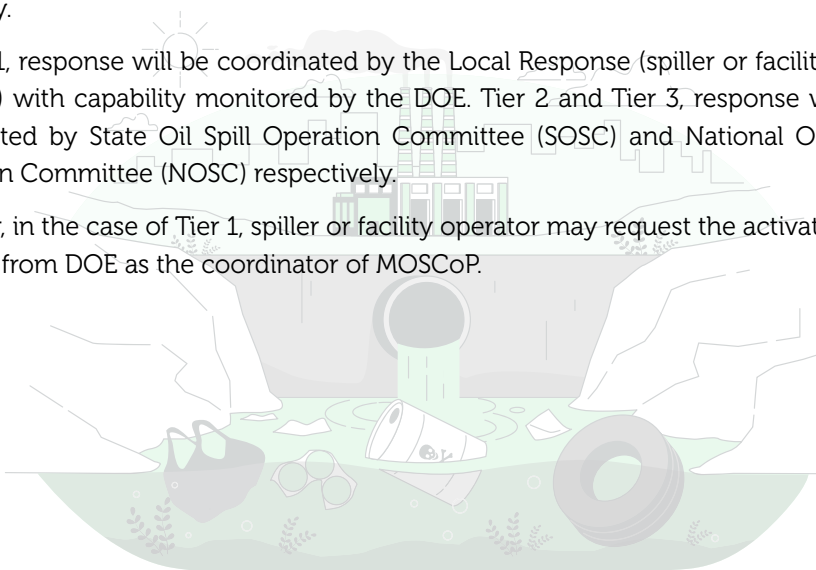 y.
1, response will be coordinated by the Local Response (spiller or facilit
) with capability monitored by the DOE. Tier 2 and Tier 3, response v
ted by State Oil Spill Operation Committee (SOSC) and National O
n Committee (NOSC) respectively.
, in the case of Tier 1, spiller or facility operator may request the activat
from DOE as the coordinator of MOSCoP.